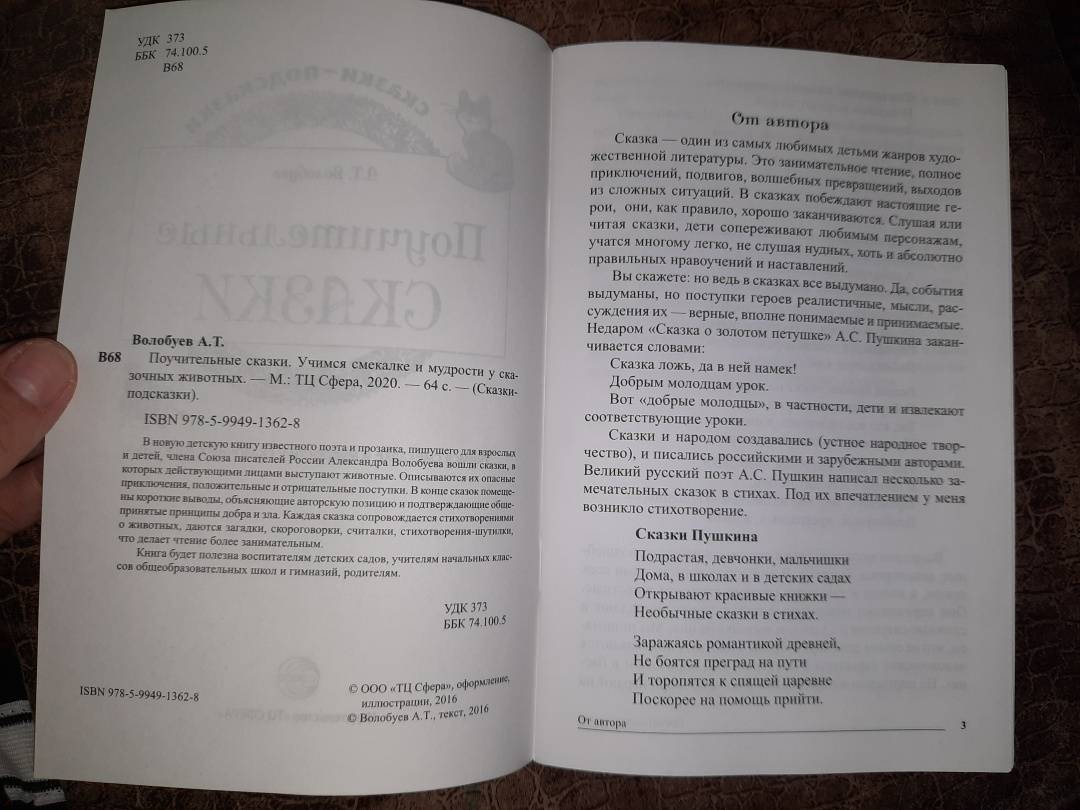 УДК 373
ББК 74.100.5
В68
Волобуев А.Т.
В68 Поучительные сказки. Учимся смекалке и мудрости у ска-
зочных животных. — М.: ТЦ Сфера, 2020. — 64 с. — (Сказки-
подсказки).
ISBN 978-5-9949-1362-8
В новую детскую книгу известного поэта и прозаика, пишущего для взрослых
и детей, члена Союза писателей России Александра Волобуева вошли сказки, в
которых действующими лицами выступают животные. Описываются их опасные
приключения, положительные и отрицательные поступки. В конце сказок помеще-
ны короткие выводы, объясняющие авторскую позицию и подтверждающие обще-
принятые принципы добра и зла. Каждая сказка сопровождается стихотворениями
о животных, даются загадки, скороговорки, считалки, стихотворения-шутилки,
что делает чтение более занимательным.
Книга будет полезна воспитателям детских садов, учителям начальных клас-
сов общеобразовательных школ и гимназий, родителям.
УДК 373
ББК 74.100.5
ISBN 978-5-9949-1362-8
© ООО «ТЦ Сфера», оформление,
иллюстрации, 2016
© Волобуев А.Т., текст, 2016
От автора
Сказка — один из самых любимых детьми жанров худо-
жественной литературы. Это занимательное чтение, полное
приключений, подвигов, волшебных превращений, выходов
из сложных ситуаций. В сказках побеждают настоящие ге-
рои, они, как правило, хорошо заканчиваются. Слушая или
читая сказки, дети сопереживают любимым персонажам,
учатся многому легко, не слушая нудных, хоть и абсолютно
правильных нравоучений и наставлений.
Вы скажете: но ведь в сказках все выдумано. Да, события
выдуманы, но поступки героев реалистичные, мысли, рас-
суждения их — верные, вполне понимаемые и принимаемые.
Недаром «Сказка о золотом петушке» А.С. Пушкина закан-
чивается словами:
Сказка ложь, да в ней намек!
Добрым молодцам урок.
Вот «добрые молодцы», в частности, дети и извлекают
соответствующие уроки.
Сказки и народом создавались (устное народное твор-
чество), и писались российскими и зарубежными авторами.
Великий русский поэт А.С. Пушкин написал несколько за-
мечательных сказок в стихах. Под их впечатлением у меня
возникло стихотворение.
Сказки Пушкина
Подрастая, девчонки, мальчишки
Дома, в школах и в детских садах
Открывают красивые книжки —
Необычные сказки в стихах.
Заражаясь романтикой древней,
Не боятся преград на пути
И торопятся к спящей царевне
Поскорее на помощь прийти.
От автора 3